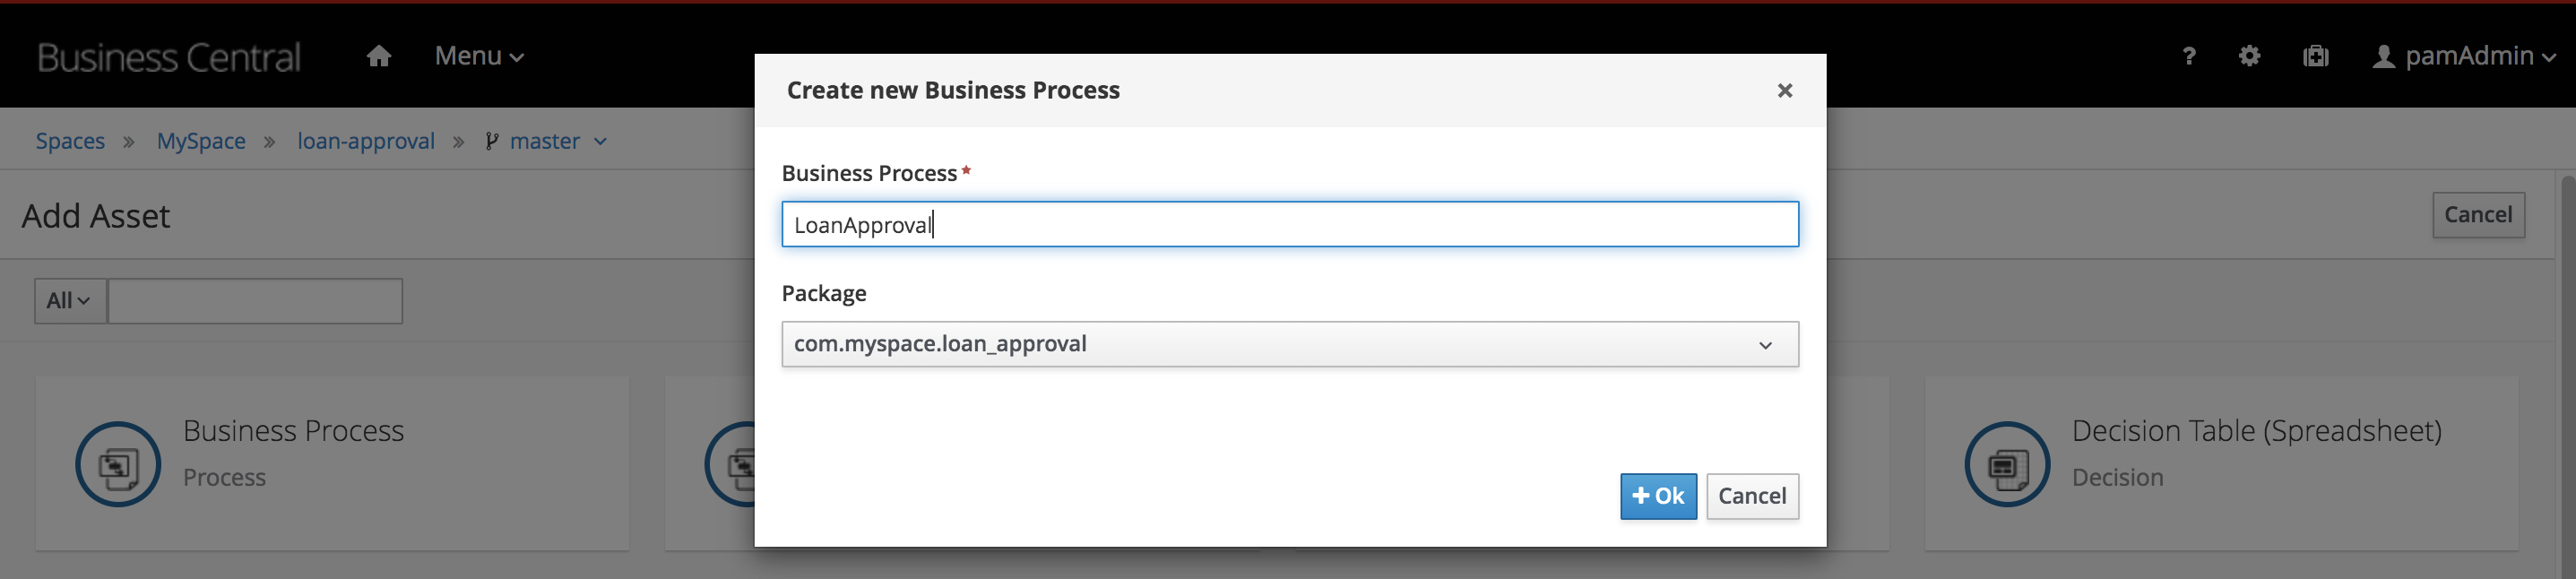 Business Central Menu ? pamAdmin
Create new Business Process ×
Spaces » MySpace » loan-approval » master
Business Process *
LoanApproval
Add Asset Cancel
Package
All
com.myspace.loan_approval
Business Process
Process
Decision Table (Spreadsheet)
Decision
+ Ok Cancel